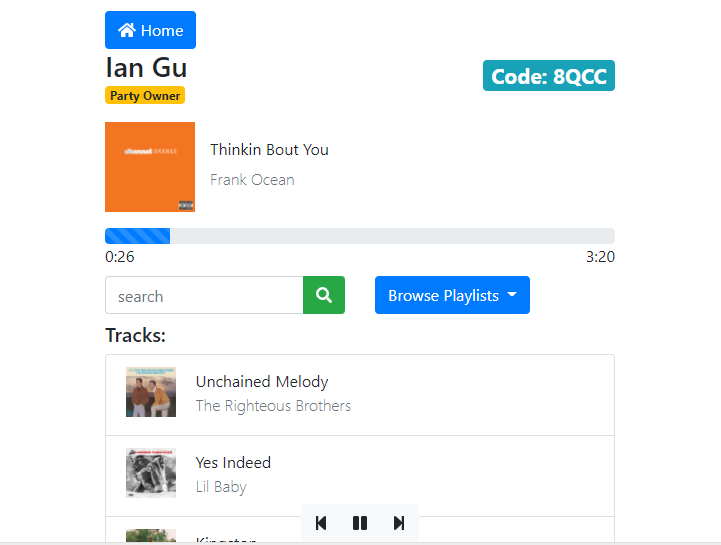 Home
Ian Gu
Party Owner
Code: 8QCC
channel ORANGE
Thinkin Bout You
Frank Ocean
0:26
3:20
search
Browse Playlists
Tracks:
Unchained Melody
The Righteous Brothers
Yes Indeed
Lil Baby